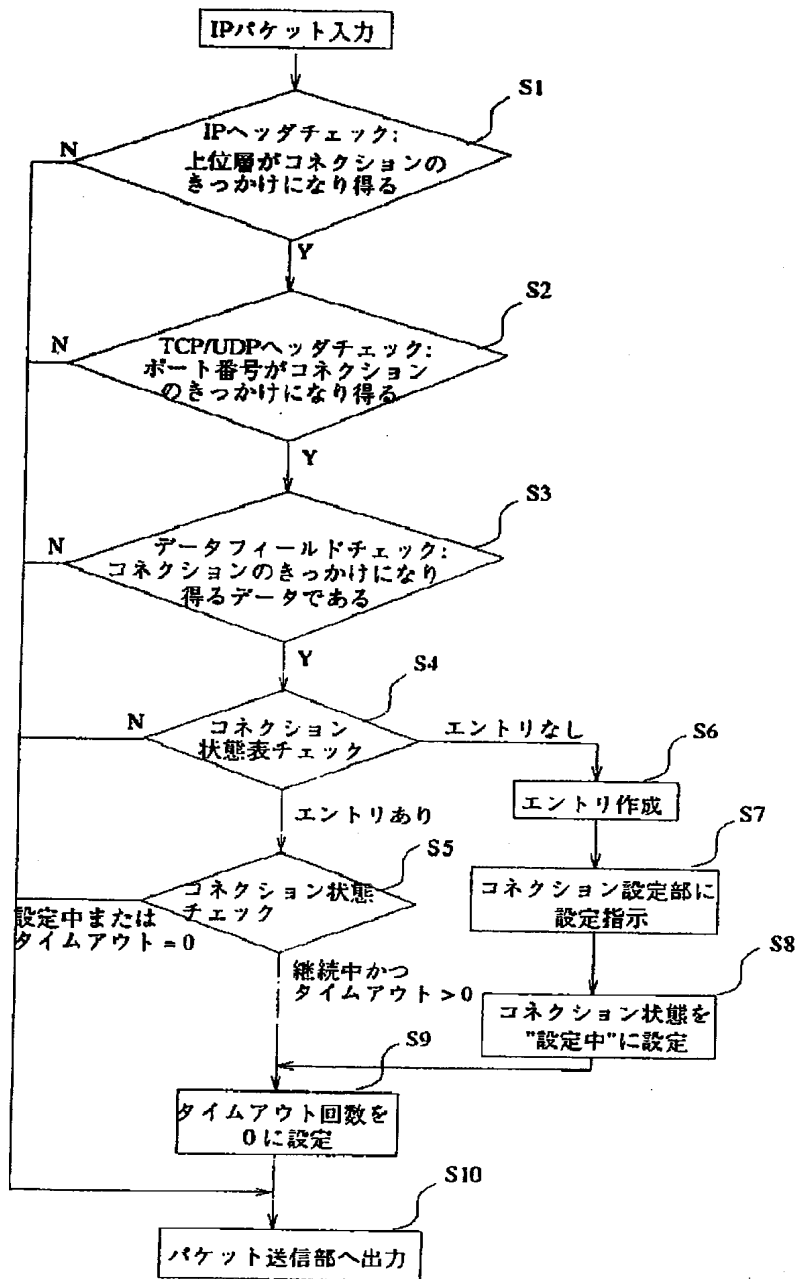 IPパケット入力
S1
IPヘッダチェック:
上位層がコネクションの
きっかけになり得る
N
Y
S2
TCP/UDPヘッダチェック:
ポート番号がコネクション
のきっかけになり得る
N
Y
S3
データフィールドチェック:
コネクションのきっかけになり
得るデータである
N
Y
S4
コネクション
状態表チェック
N
エントリなし
S6
エントリ作成
エントリあり
S7
コネクション設定部に
設定指示
S5
コネクション状態
チェック
設定中または
タイムアウト=0
継続中かつ
タイムアウト>0
S8
コネクション状態を
"設定中"に設定
S9
タイムアウト回数を
0に設定
S10
パケット送信部へ出力